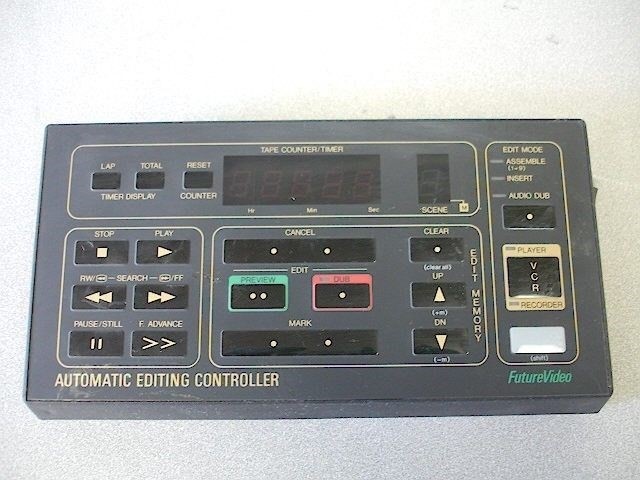 TAPE COUNTER/TIMER
LAP TOTAL RESET
TIMER DISPLAY COUNTER
Hr Min Sec SCENE M
EDIT MODE
ASSEMBLE
(1→9)
INSERT
AUDIO DUB
STOP PLAY
RW/ SEARCH /FF
PAUSE/STILL F. ADVANCE
CANCEL
EDIT
PREVIEW DUB
MARK
CLEAR
(clear all)
UP
(+m)
DN
(−m)
EDIT MEMORY
PLAYER
VCR
RECORDER
(shift)
AUTOMATIC EDITING CONTROLLER
FutureVideo